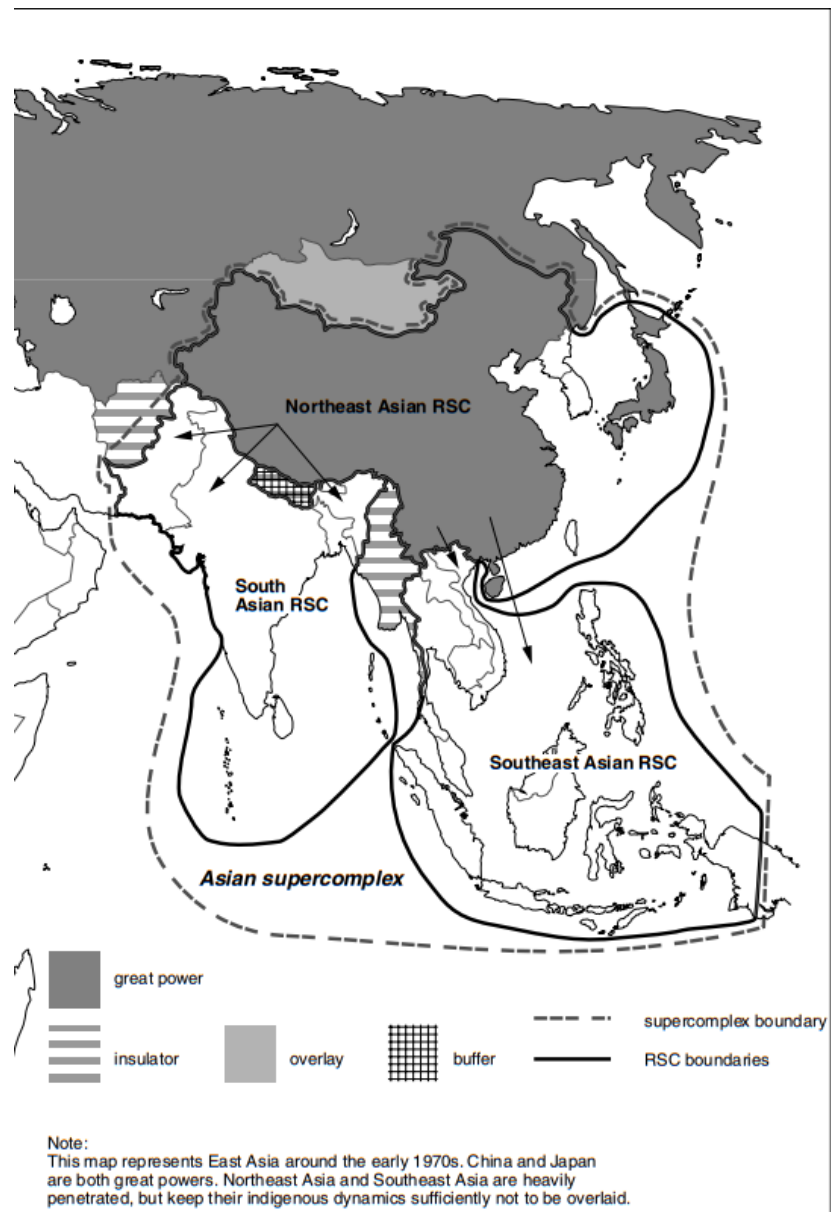 Northeast Asian RSC
South
Asian RSC
Southeast Asian RSC
Asian supercomplex
great power
insulator
overlay
buffer
supercomplex boundary
RSC boundaries
Note:
This map represents East Asia around the early 1970s. China and Japan
are both great powers. Northeast Asia and Southeast Asia are heavily
penetrated, but keep their indigenous dynamics sufficiently not to be overlaid.